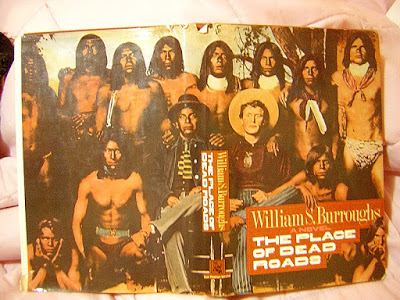 William S. Burroughs
A NOVEL
THE PLACE
OF DEAD
ROADS
William S.
Burroughs
THE PLACE OF
DEAD ROADS